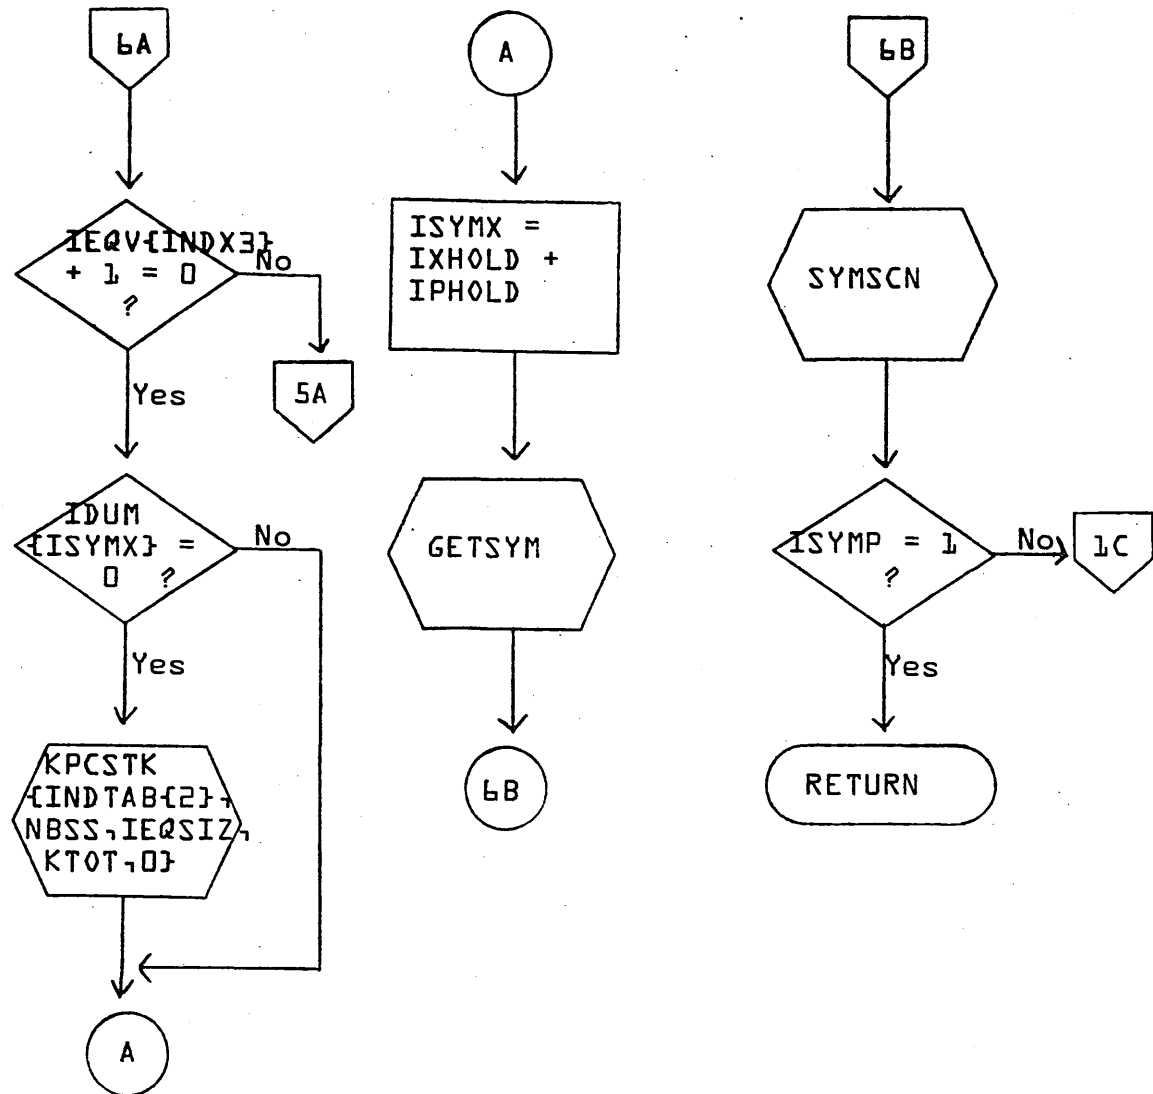 6A
IEQV{INDX3}
+ 1 = 0
?
No
5A
Yes
IDUM
{ISYMX} =
0 ?
No
Yes
KPCSTK
{INDTAB{2},
NBSS,IEQSIZ,
KTOT,0}
A
A
ISYMX =
IXHOLD +
IPHOLD
GETSYM
6B
6B
SYMSCN
ISYMP = 1
?
No
1C
Yes
RETURN